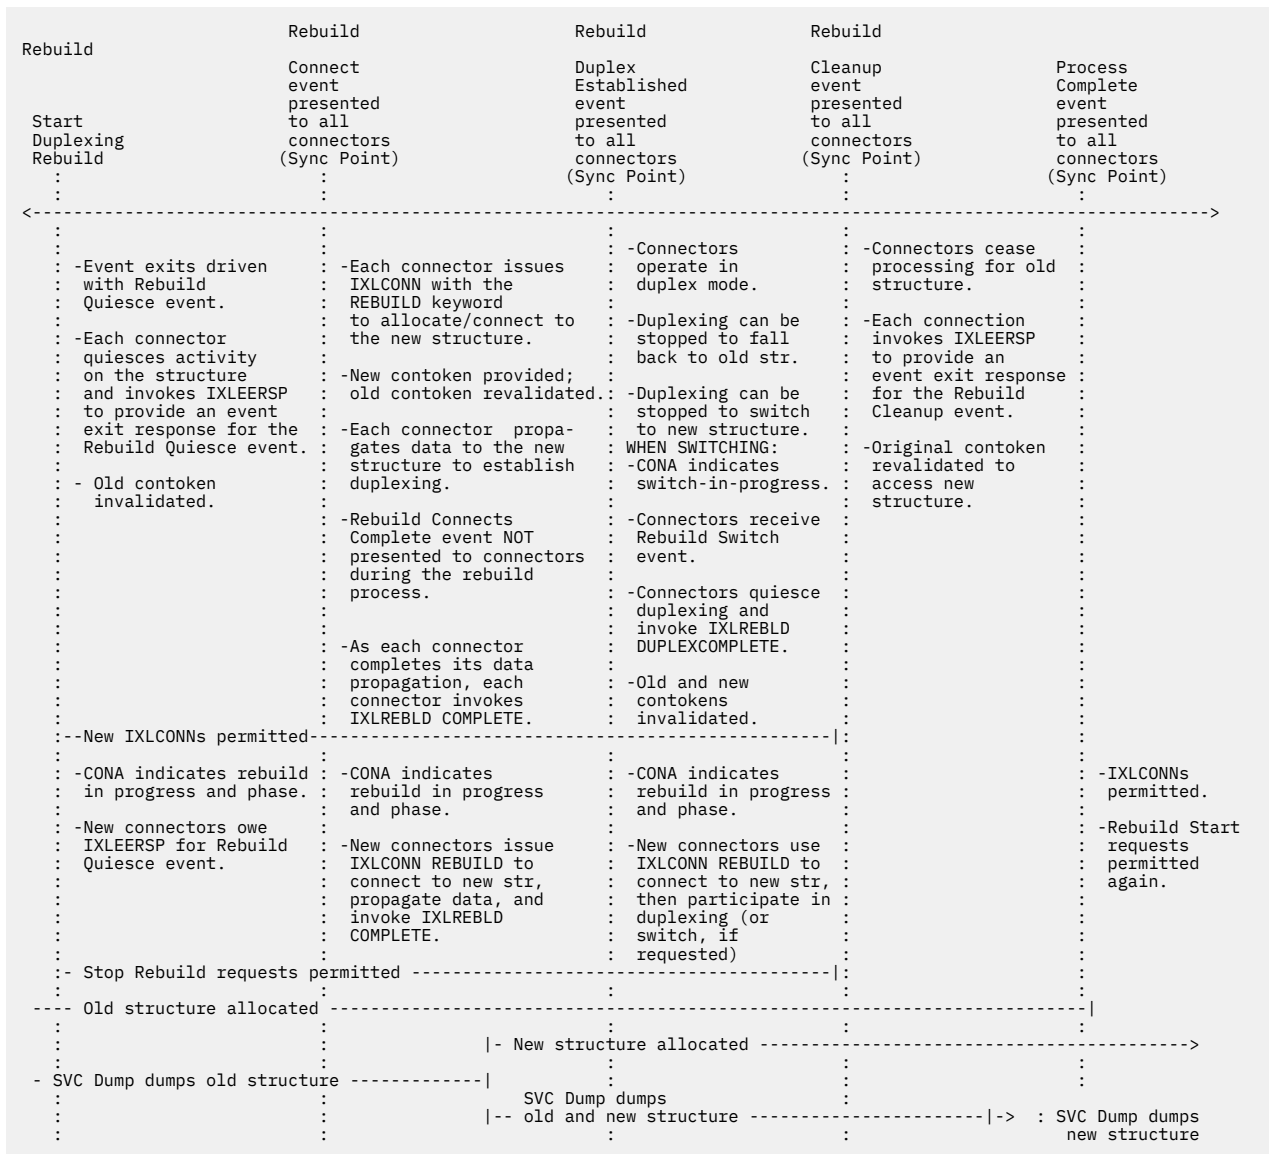 Rebuild                     Rebuild                Rebuild
Rebuild
                          Connect                     Duplex                 Cleanup                 Process
                          event                       Established            event                   Complete
                          presented                   event                  presented               event
 Start                    to all                      presented              to all                  presented
 Duplexing                connectors                  to all                 connectors              to all
 Rebuild                 (Sync Point)                 connectors            (Sync Point)             connectors
   :                         :                       (Sync Point)               :                   (Sync Point)
   :                         :                           :                      :                      :
<------------------------------------------------------------------------------------------------------------------->
   :                         :                           :                      :                      :
   :                         :                           : -Connectors          : -Connectors cease    :
   : -Event exits driven     : -Each connector issues    :  operate in          :  processing for old  :
   :  with Rebuild           :  IXLCONN with the         :  duplex mode.        :  structure.          :
   :  Quiesce event.         :  REBUILD keyword          :                      :                      :
   :                         :  to allocate/connect to   : -Duplexing can be    : -Each connection     :
   : -Each connector         :  the new structure.       :  stopped to fall     :  invokes IXLEERSP    :
   :  quiesces activity      :                           :  back to old str.    :  to provide an       :
   :  on the structure       : -New contoken provided;   :                      :  event exit response :
   :  and invokes IXLEERSP   :  old contoken revalidated.: -Duplexing can be    :  for the Rebuild     :
   :  to provide an event    :                           :  stopped to switch   :  Cleanup event.      :
   :  exit response for the  : -Each connector  propa-   :  to new structure.   :                      :
   :  Rebuild Quiesce event. :  gates data to the new    : WHEN SWITCHING:      : -Original contoken   :
   :                         :  structure to establish   : -CONA indicates      :  revalidated to      :
   : - Old contoken          :  duplexing.               :  switch-in-progress. :  access new          :
   :   invalidated.          :                           :                      :  structure.          :
   :                         : -Rebuild Connects         : -Connectors receive  :                      :
   :                         :  Complete event NOT       :  Rebuild Switch      :                      :
   :                         :  presented to connectors  :  event.              :                      :
   :                         :  during the rebuild       :                      :                      :
   :                         :  process.                 : -Connectors quiesce  :                      :
   :                         :                           :  duplexing and       :                      :
   :                         :                           :  invoke IXLREBLD     :                      :
   :                         : -As each connector        :  DUPLEXCOMPLETE.     :                      :
   :                         :  completes its data       :                      :                      :
   :                         :  propagation, each        : -Old and new         :                      :
   :                         :  connector invokes        :  contokens           :                      :
   :                         :  IXLREBLD COMPLETE.       :  invalidated.        :                      :
   :--New IXLCONNs permitted---------------------------------------------------|:                      :
   :                         :                           :                      :                      :
   : -CONA indicates rebuild : -CONA indicates           : -CONA indicates      :                      : -IXLCONNs
   :  in progress and phase. :  rebuild in progress      :  rebuild in progress :                      :  permitted.
   :                         :  and phase.               :  and phase.          :                      :
   : -New connectors owe     :                           :                      :                      : -Rebuild Start
   :  IXLEERSP for Rebuild   : -New connectors issue     : -New connectors use  :                      :  requests
   :  Quiesce event.         :  IXLCONN REBUILD to       :  IXLCONN REBUILD to  :                      :  permitted
   :                         :  connect to new str,      :  connect to new str, :                      :  again.
   :                         :  propagate data, and      :  then participate in :                      :
   :                         :  invoke IXLREBLD          :  duplexing (or       :                      :
   :                         :  COMPLETE.                :  switch, if          :                      :
   :                         :                           :  requested)          :                      :
   :- Stop Rebuild requests permitted -----------------------------------------|:                      :
   :                         :                           :                      :                      :
 ---- Old structure allocated --------------------------------------------------------------------------|
   :                         :                           :                      :                      :
   :                         :               |- New structure allocated ------------------------------------------>
   :                         :                           :                      :                      :
 - SVC Dump dumps old structure -------------|           :                      :                      :
   :                         :                   SVC Dump dumps                 :
   :                         :               |-- old and new structure -----------------------|->  : SVC Dump dumps
   :                         :                           :                      :                     new structure